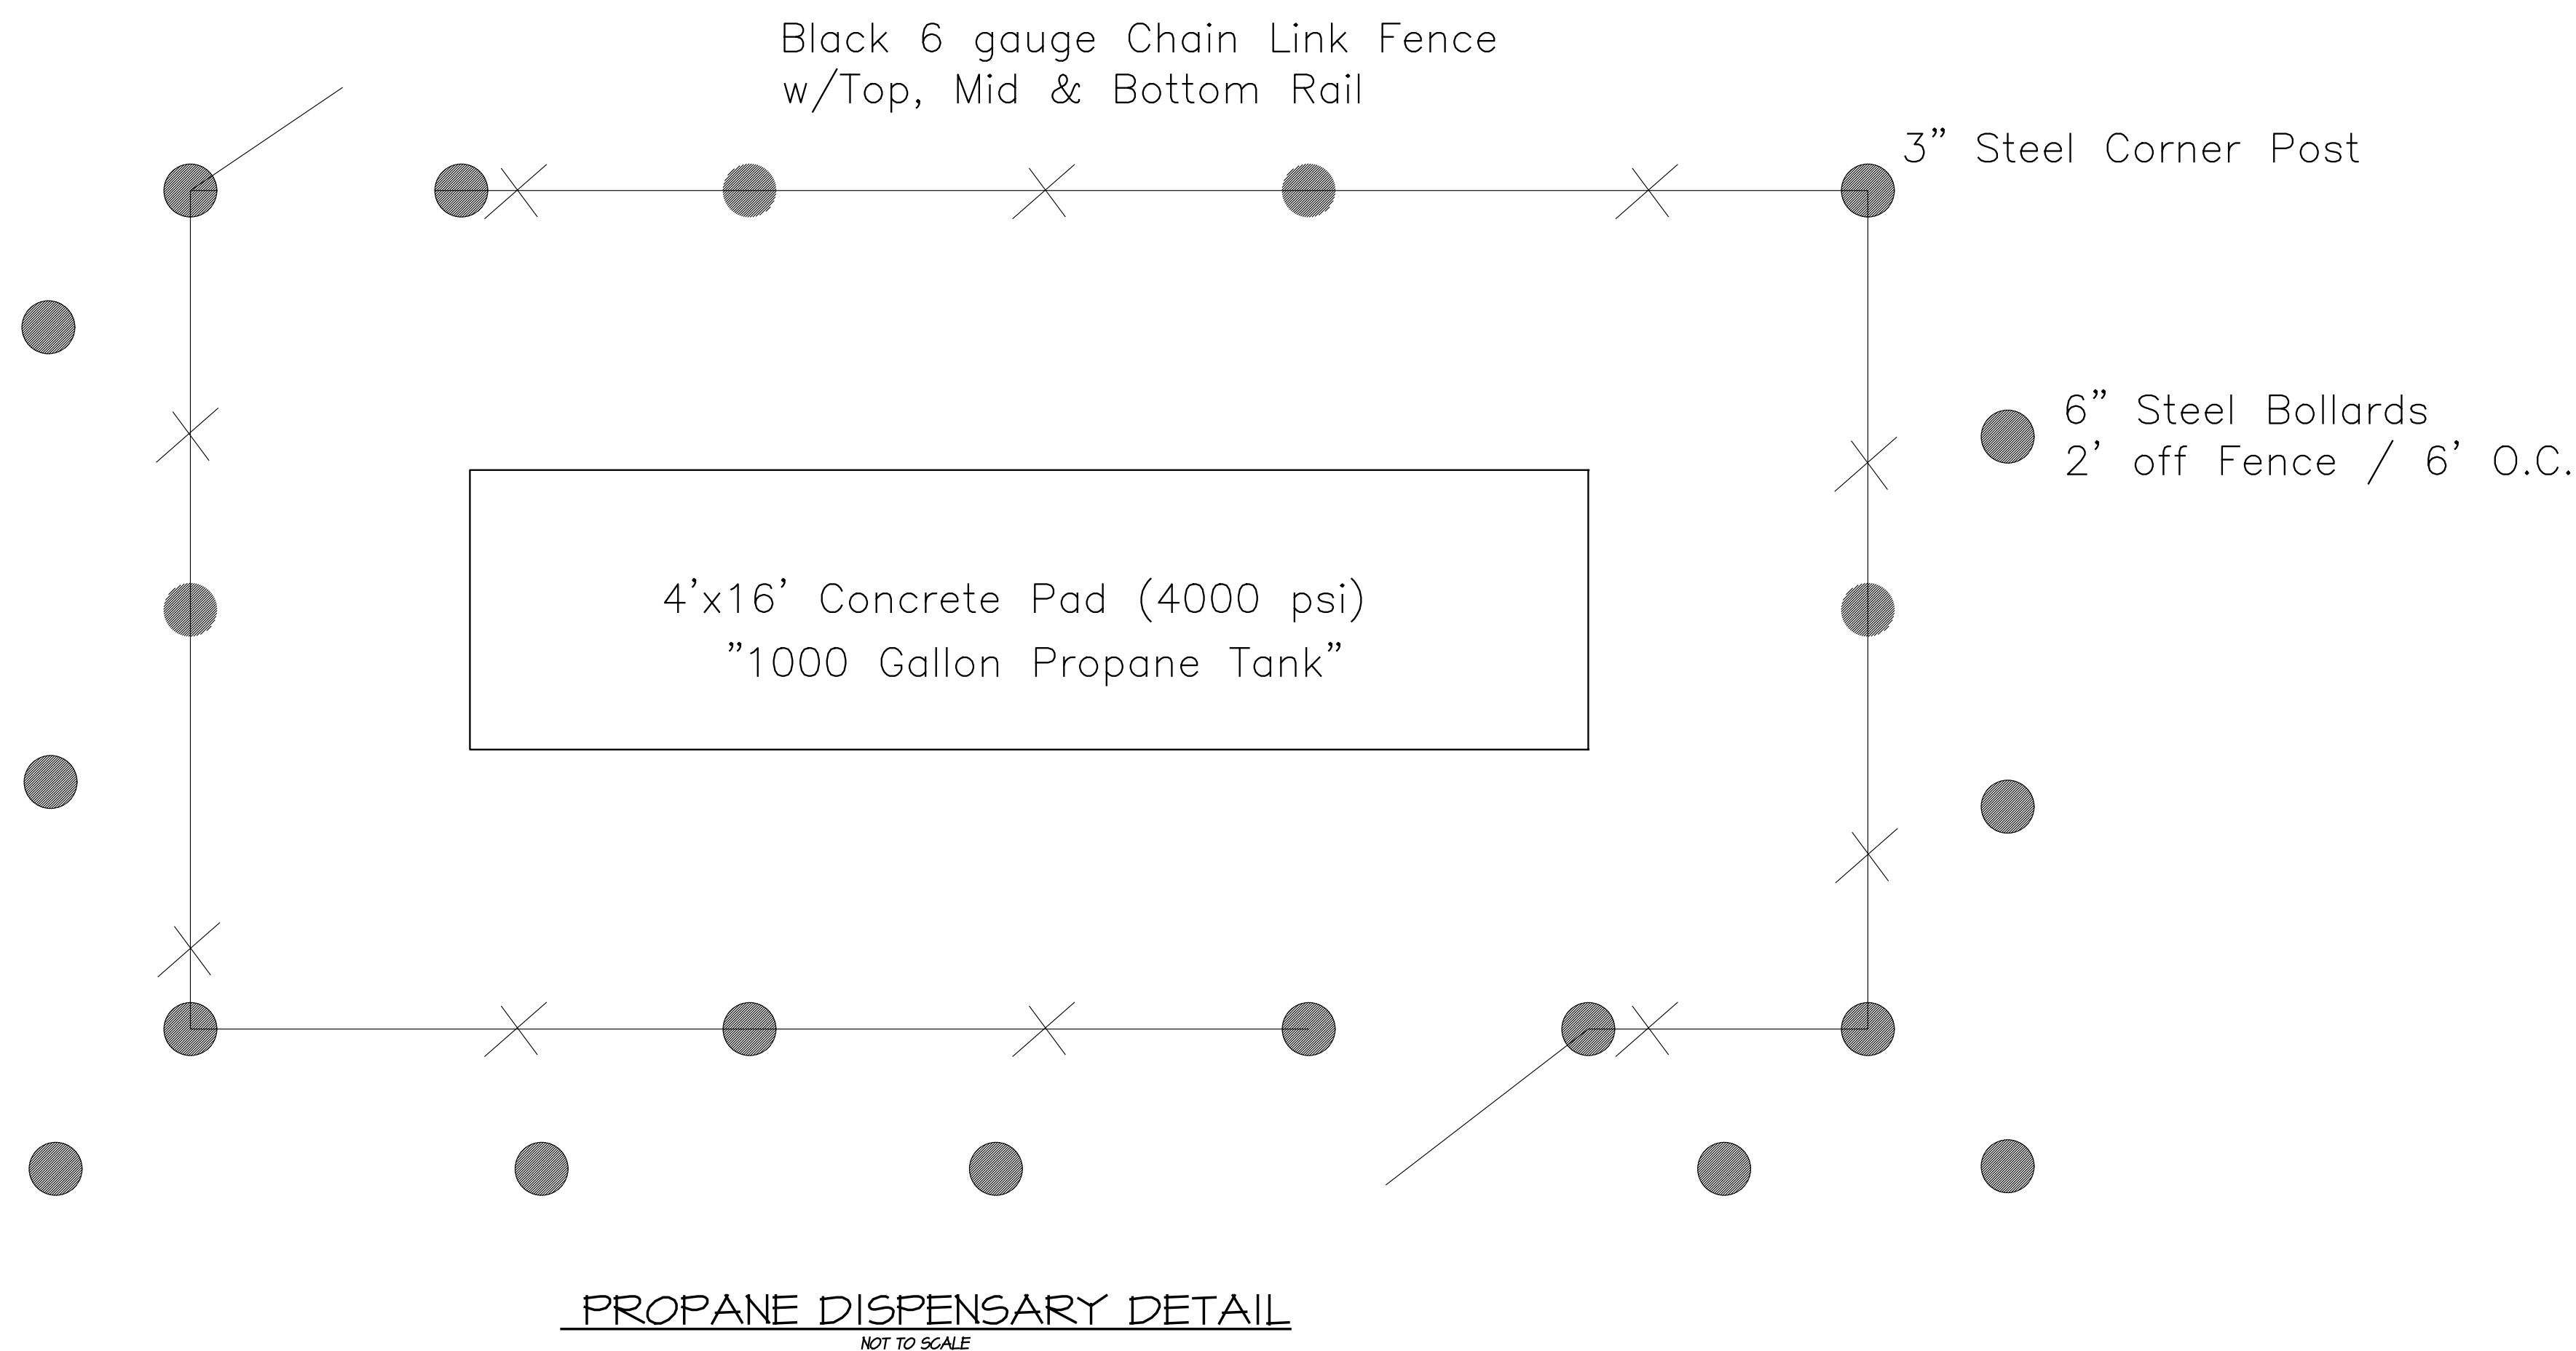 Black 6 gauge Chain Link Fence
w/Top, Mid & Bottom Rail
3" Steel Corner Post
6" Steel Bollards
2' off Fence / 6' O.C.
4'x16' Concrete Pad (4000 psi)
"1000 Gallon Propane Tank"
PROPANE DISPENSARY DETAIL
NOT TO SCALE